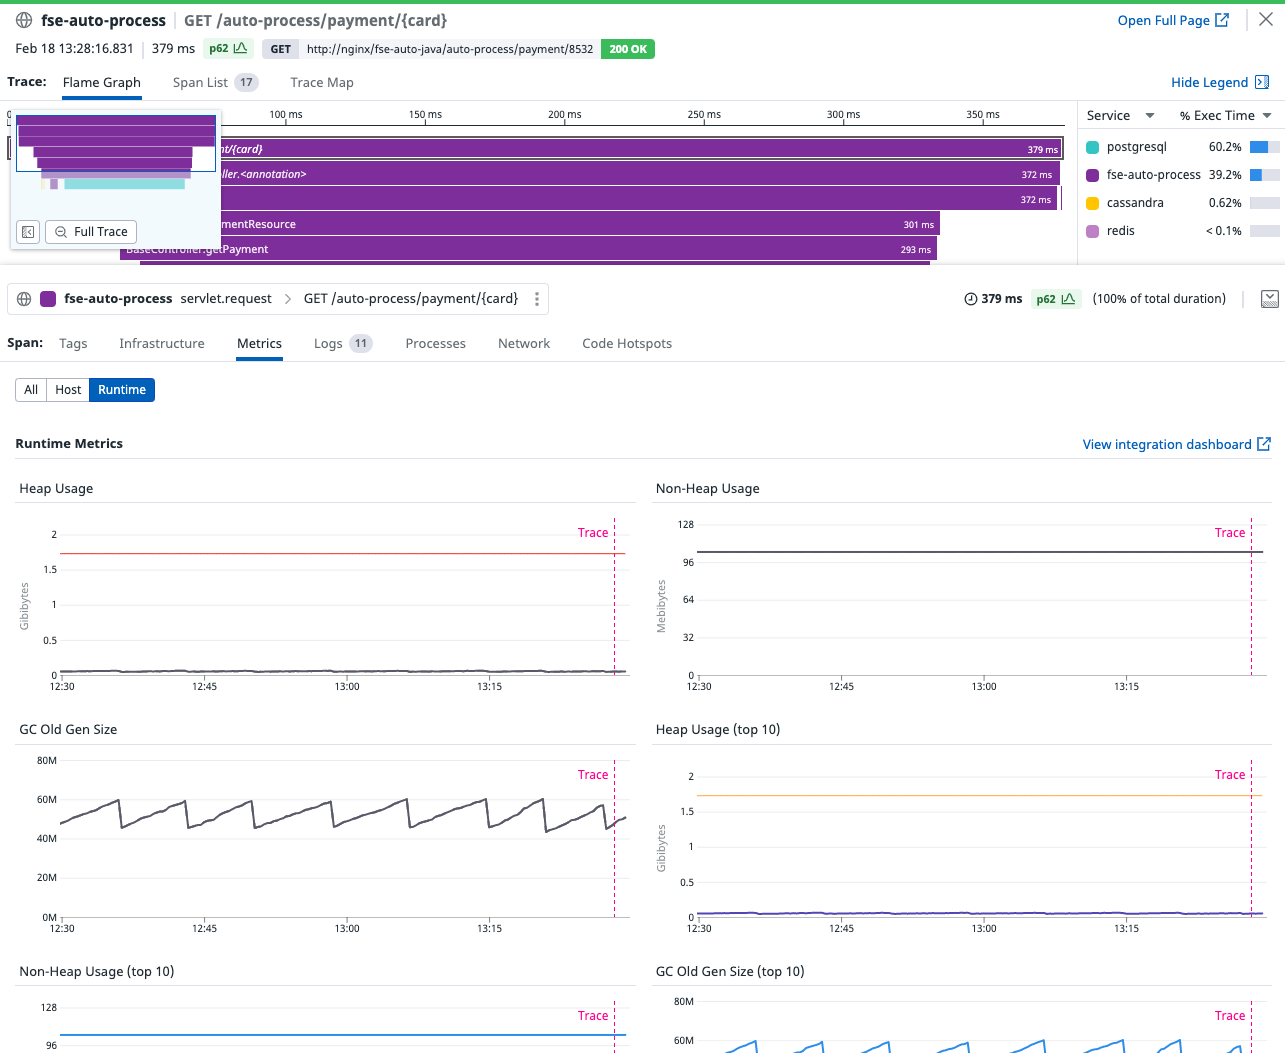 fse-auto-process GET /auto-process/payment/{card} Open Full Page
Feb 18 13:28:16.831 379 ms p62 GET http://nginx/fse-auto-java/auto-process/payment/8532 200 OK
Trace: Flame Graph Span List 17 Trace Map Hide Legend
100 ms 150 ms 200 ms 250 ms 300 ms 350 ms
Service % Exec Time
nt/{card} 379 ms
postgresql 60.2%
ller.<annotation> 372 ms
fse-auto-process 39.2%
372 ms
cassandra 0.62%
mentResource 301 ms
redis < 0.1%
Full Trace
BaseController.getPayment 293 ms
fse-auto-process servlet.request GET /auto-process/payment/{card} 379 ms p62 (100% of total duration)
Span: Tags Infrastructure Metrics Logs 11 Processes Network Code Hotspots
All Host Runtime
Runtime Metrics View integration dashboard
Heap Usage
Trace
2
1.5
1
0.5
0
Gibibytes
12:30 12:45 13:00 13:15
Non-Heap Usage
Trace
128
96
64
32
0
Mebibytes
12:30 12:45 13:00 13:15
GC Old Gen Size
80M
Trace
60M
40M
20M
0M
12:30 12:45 13:00 13:15
Heap Usage (top 10)
Trace
2
1.5
1
0.5
0
Gibibytes
12:30 12:45 13:00 13:15
Non-Heap Usage (top 10)
128
Trace
96
GC Old Gen Size (top 10)
80M
Trace
60M